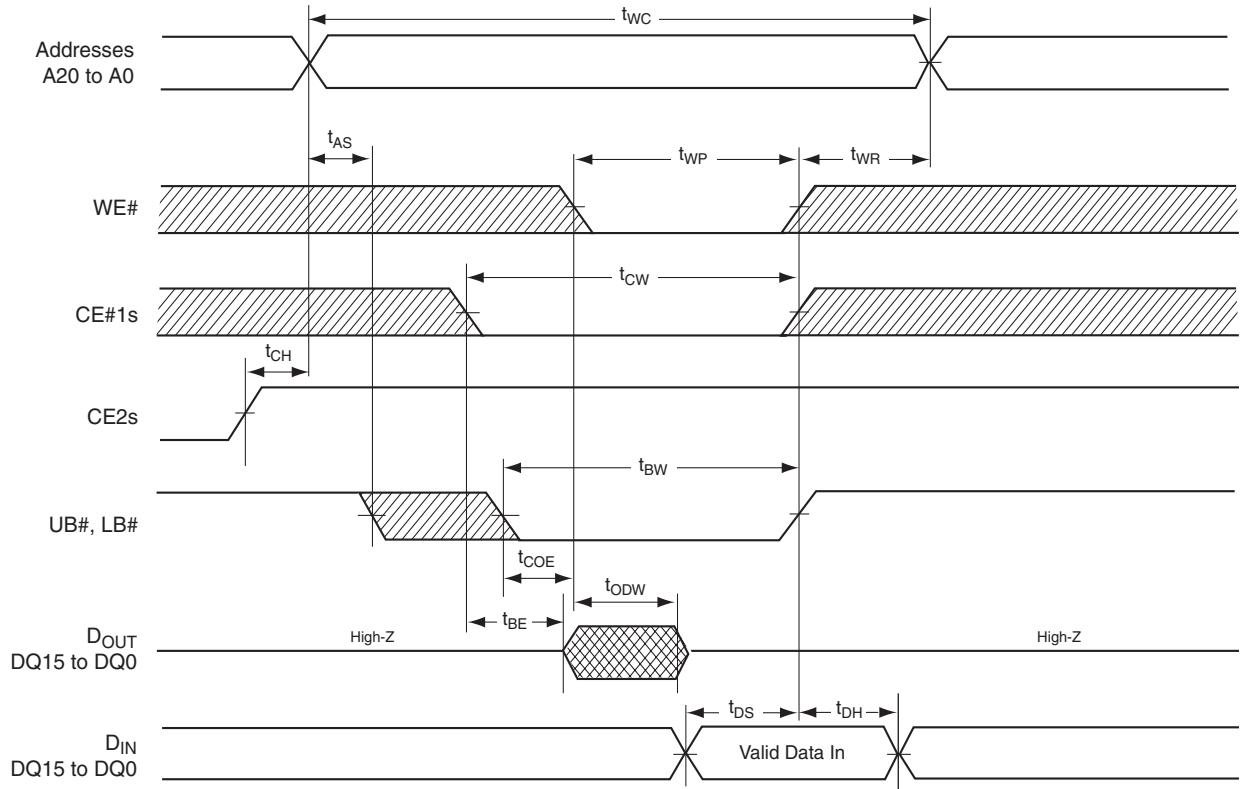 tWC
Addresses
A20 to A0
tAS
tWP
tWR
WE#
tCW
CE#1s
tCH
CE2s
tBW
UB#, LB#
tCOE
tODW
tBE
DOUT
DQ15 to DQ0
High-Z
High-Z
tDS
tDH
DIN
DQ15 to DQ0
Valid Data In